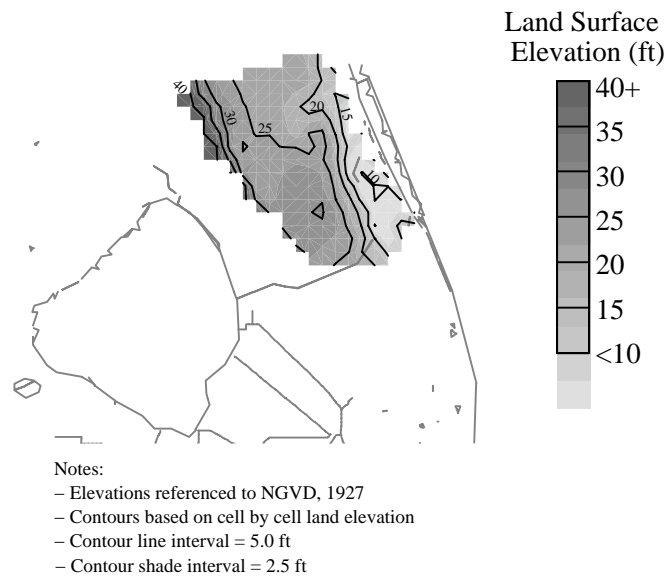 Land Surface
Elevation (ft)
40+
35
30
25
20
15
<10
40
30
25
20
15
10
Notes:
– Elevations referenced to NGVD, 1927
– Contours based on cell by cell land elevation
– Contour line interval = 5.0 ft
– Contour shade interval = 2.5 ft